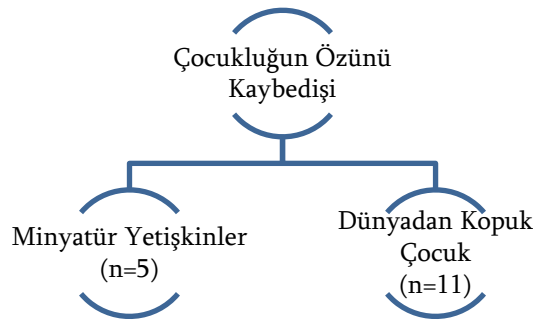 Çocukluğun Özünü
Kaybedişi
Minyatür Yetişkinler
(n=5)
Dünyadan Kopuk
Çocuk
(n=11)